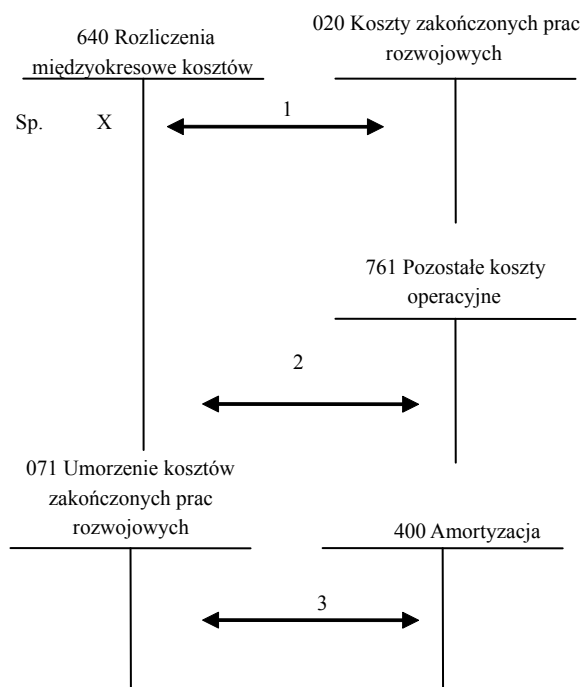 640 Rozliczenia
międzyokresowe kosztów
020 Koszty zakończonych prac
rozwojowych
Sp. X
1
761 Pozostałe koszty
operacyjne
2
071 Umorzenie kosztów
zakończonych prac
rozwojowych
400 Amortyzacja
3